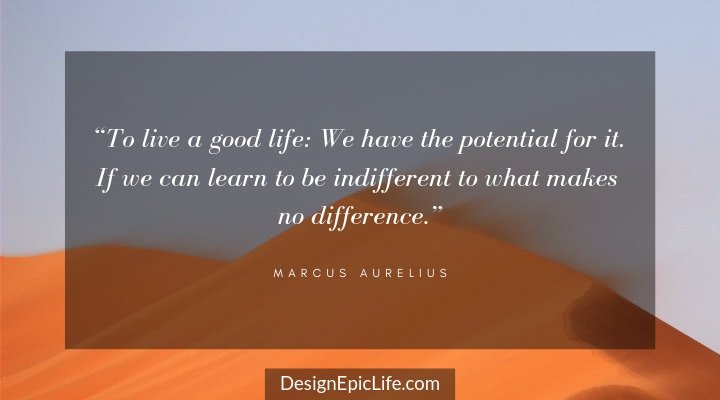 “To live a good life: We have the potential for it.
If we can learn to be indifferent to what makes
no difference.”
MARCUS AURELIUS
DesignEpicLife.com